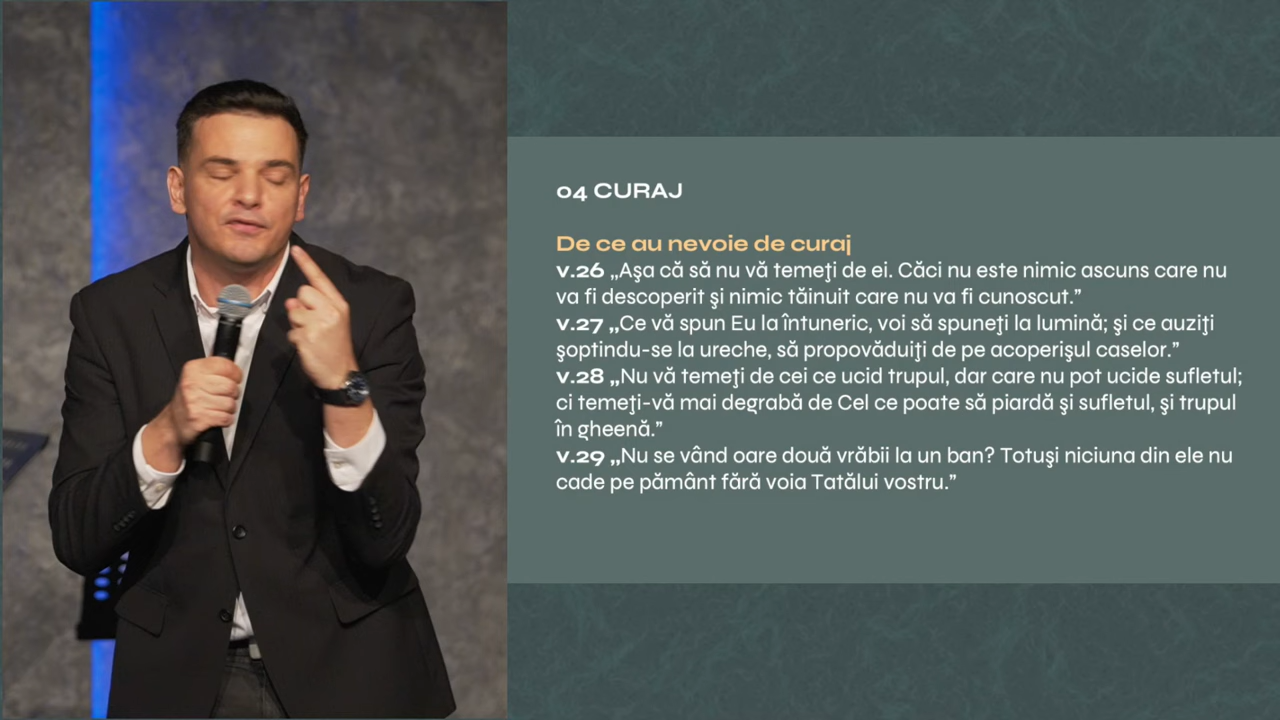 04 CURAJ
De ce au nevoie de curaj
v.26 „Aşa că să nu vă temeţi de ei. Căci nu este nimic ascuns care nu
va fi descoperit şi nimic tăinuit care nu va fi cunoscut.”
v.27 „Ce vă spun Eu la întuneric, voi să spuneţi la lumină; şi ce auziţi
şoptindu-se la ureche, să propovăduiţi de pe acoperişul caselor.”
v.28 „Nu vă temeţi de cei ce ucid trupul, dar care nu pot ucide sufletul;
ci temeţi-vă mai degrabă de Cel ce poate să piardă şi sufletul, şi trupul
în gheenă.”
v.29 „Nu se vând oare două vrăbii la un ban? Totuşi niciuna din ele nu
cade pe pământ fără voia Tatălui vostru.”